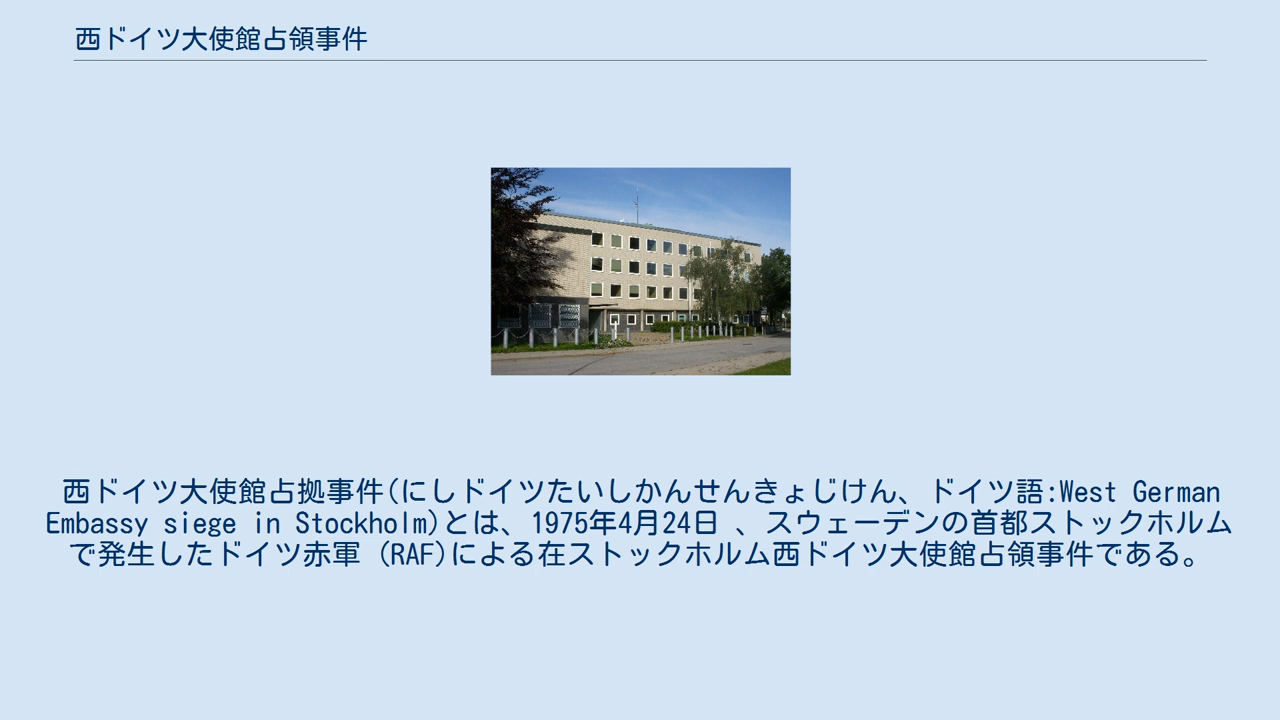 西ドイツ大使館占領事件
西ドイツ大使館占拠事件(にしドイツたいしかんせんきょじけん、ドイツ語:West German
Embassy siege in Stockholm)とは、1975年4月24日 、スウェーデンの首都ストックホルム
で発生したドイツ赤軍 (RAF)による在ストックホルム西ドイツ大使館占領事件である。